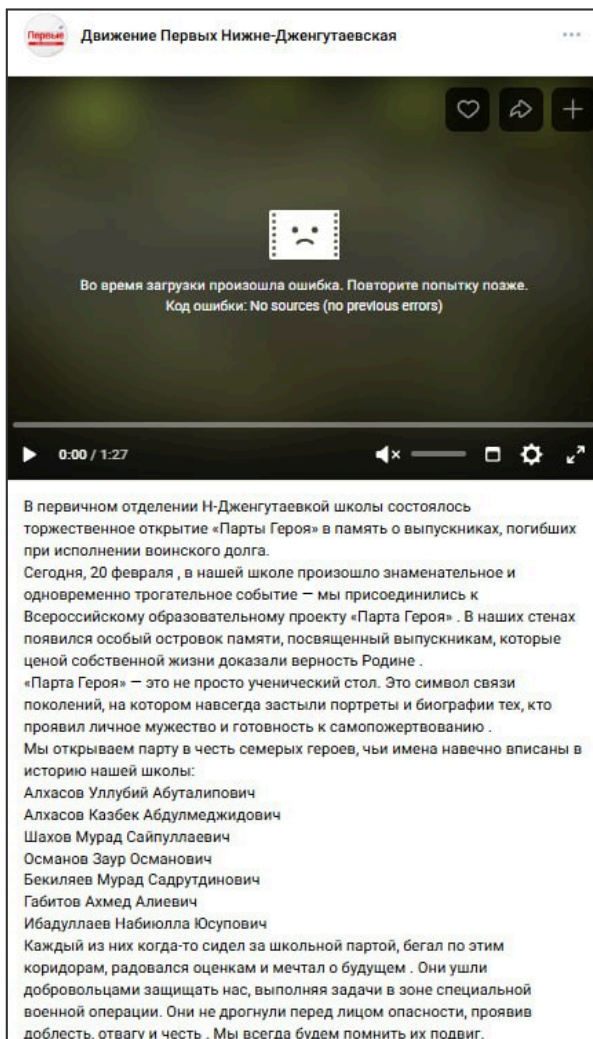 Первые
Движение Первых Нижне-Дженгутаевская
Во время загрузки произошла ошибка. Повторите попытку позже.
Код ошибки: No sources (no previous errors)
0:00 / 1:27
В первичном отделении Н-Дженгутаевкой школы состоялось
торжественное открытие «Парты Героя» в память о выпускниках, погибших
при исполнении воинского долга.
Сегодня, 20 февраля , в нашей школе произошло знаменательное и
одновременно трогательное событие — мы присоединились к
Всероссийскому образовательному проекту «Парта Героя» . В наших стенах
появился особый островок памяти, посвященный выпускникам, которые
ценой собственной жизни доказали верность Родине .
«Парта Героя» — это не просто ученический стол. Это символ связи
поколений, на котором навсегда застыли портреты и биографии тех, кто
проявил личное мужество и готовность к самопожертвованию .
Мы открываем парту в честь семерых героев, чьи имена навечно вписаны в
историю нашей школы:
Алхасов Уллубий Абуталипович
Алхасов Казбек Абдулмеджидович
Шахов Мурад Сайпуллаевич
Османов Заур Османович
Бекиляев Мурад Садрутдинович
Габитов Ахмед Алиевич
Ибадуллаев Набиюлла Юсупович
Каждый из них когда-то сидел за школьной партой, бегал по этим
коридорам, радовался оценкам и мечтал о будущем . Они ушли
добровольцами защищать нас, выполняя задачи в зоне специальной
военной операции. Они не дрогнули перед лицом опасности, проявив
доблесть, отвагу и честь . Мы всегда будем помнить их подвиг.